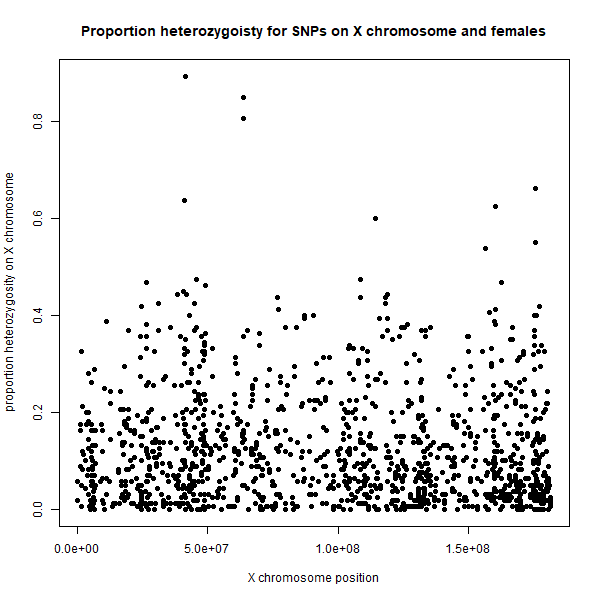 Proportion heterozygoisty for SNPs on X chromosome and females
proportion heterozygosity on X chromosome
0.8
0.6
0.4
0.2
0.0
0.0e+00 5.0e+07 1.0e+08 1.5e+08
X chromosome position